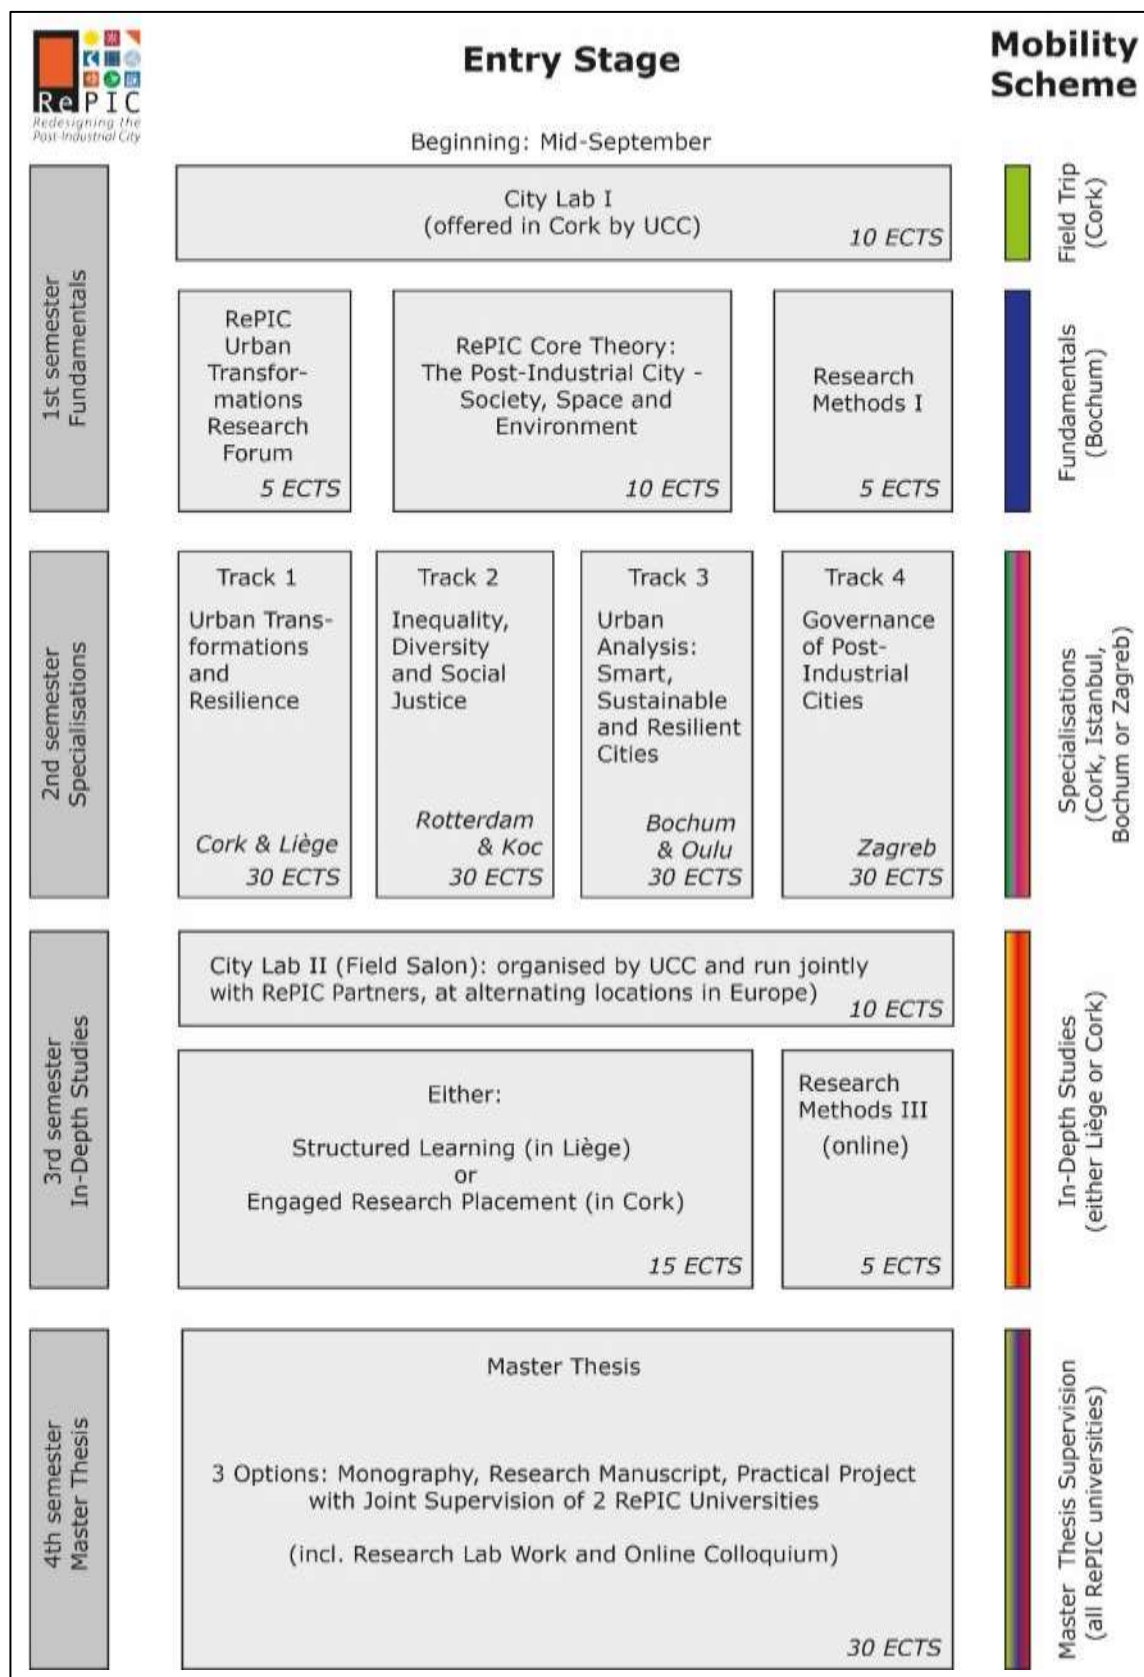 RePIC
Redesigning the
Post-Industrial City
Entry Stage
Mobility
Scheme
Beginning: Mid-September
1st semester
Fundamentals
City Lab I
(offered in Cork by UCC)
10 ECTS
Field Trip
(Cork)
RePIC
Urban
Transfor-
mations
Research
Forum
5 ECTS
RePIC Core Theory:
The Post-Industrial City -
Society, Space and
Environment
10 ECTS
Research
Methods I
5 ECTS
Fundamentals
(Bochum)
2nd semester
Specialisations
Track 1
Urban Trans-
formations
and
Resilience
Cork & Liège
30 ECTS
Track 2
Inequality,
Diversity
and Social
Justice
Rotterdam
& Koc
30 ECTS
Track 3
Urban
Analysis:
Smart,
Sustainable
and Resilient
Cities
Bochum
& Oulu
30 ECTS
Track 4
Governance
of Post-
Industrial
Cities
Zagreb
30 ECTS
Specialisations
(Cork, Istanbul,
Bochum or Zagreb)
3rd semester
In-Depth Studies
City Lab II (Field Salon): organised by UCC and run jointly
with RePIC Partners, at alternating locations in Europe)
10 ECTS
Either:
Structured Learning (in Liège)
or
Engaged Research Placement (in Cork)
15 ECTS
Research
Methods III
(online)
5 ECTS
In-Depth Studies
(either Liège or Cork)
4th semester
Master Thesis
Master Thesis
3 Options: Monography, Research Manuscript, Practical Project
with Joint Supervision of 2 RePIC Universities
(incl. Research Lab Work and Online Colloquium)
30 ECTS
Master Thesis Supervision
(all RePIC universities)